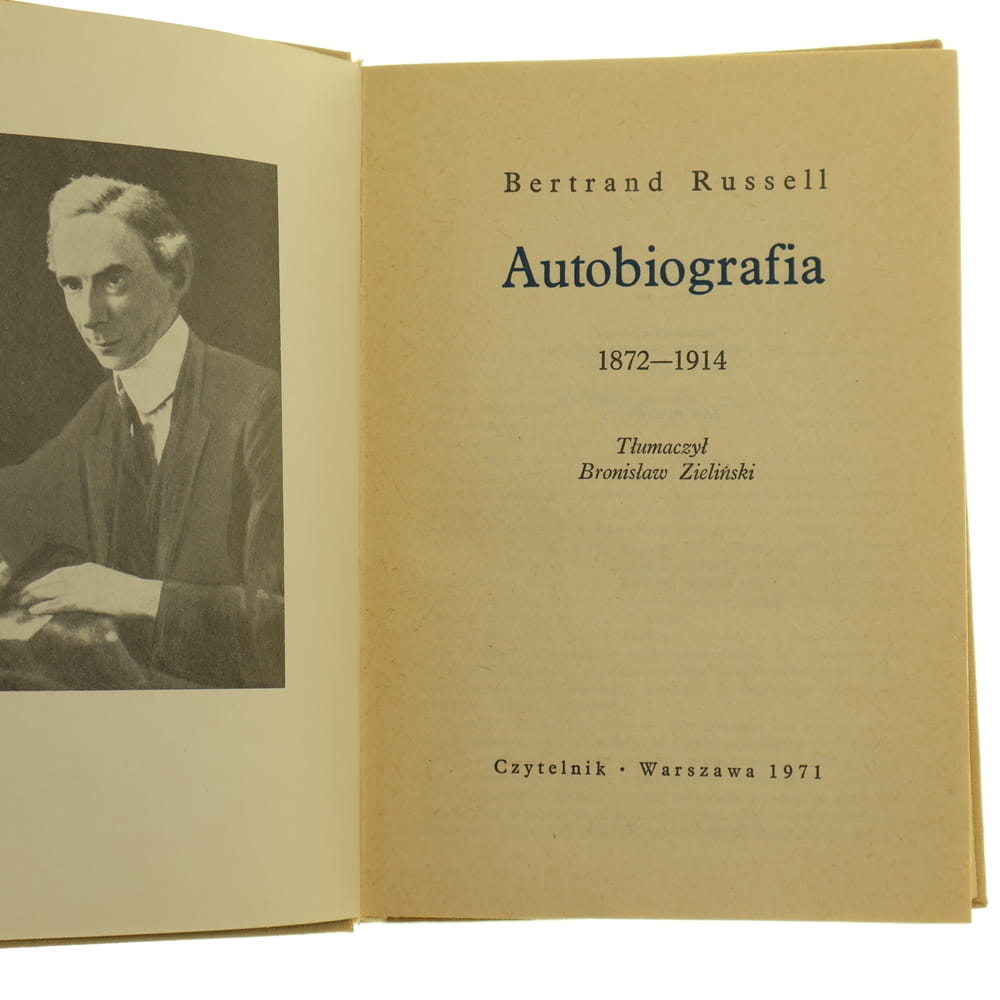 Bertrand Russell
Autobiografia
1872—1914
Tłumaczył
Bronisław Zieliński
Czytelnik • Warszawa 1971